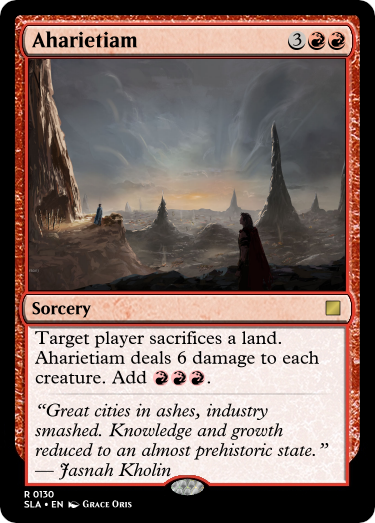 Aharietiam 3
Sorcery
Target player sacrifices a land.
Aharietiam deals 6 damage to each
creature. Add
“Great cities in ashes, industry
smashed. Knowledge and growth
reduced to an almost prehistoric state.”
— Jasnah Kholin
R 0130
SLA • EN Grace Oris